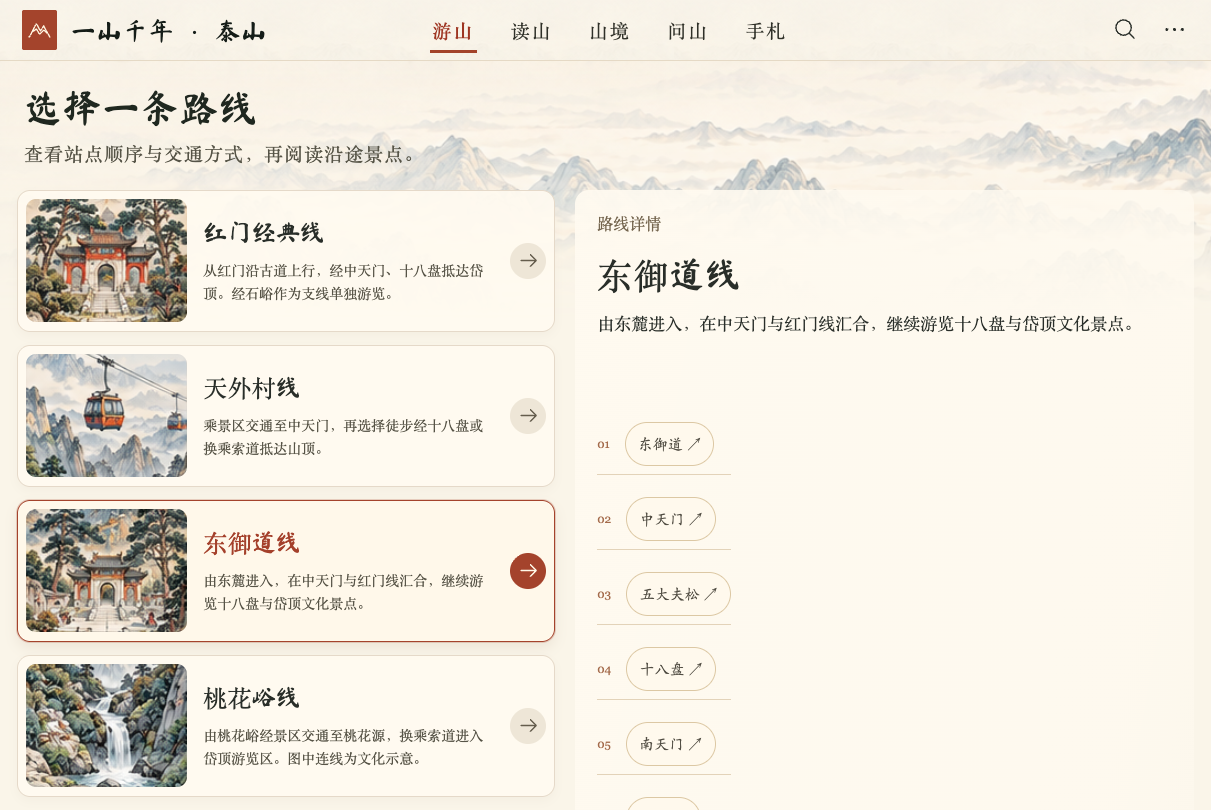 一山千年 · 泰山
游山 读山 山境 问山 手札
选择一条路线
查看站点顺序与交通方式，再阅读沿途景点。
红门经典线
从红门沿古道上行，经中天门、十八盘抵达岱
顶。经石峪作为支线单独游览。
天外村线
乘景区交通至中天门，再选择徒步经十八盘或
换乘索道抵达山顶。
东御道线
由东麓进入，在中天门与红门线汇合，继续游
览十八盘与岱顶文化景点。
桃花峪线
由桃花峪经景区交通至桃花源，换乘索道进入
岱顶游览区。图中连线为文化示意。
路线详情
东御道线
由东麓进入，在中天门与红门线汇合，继续游览十八盘与岱顶文化景点。
01 东御道 ↗
02 中天门 ↗
03 五大夫松 ↗
04 十八盘 ↗
05 南天门 ↗